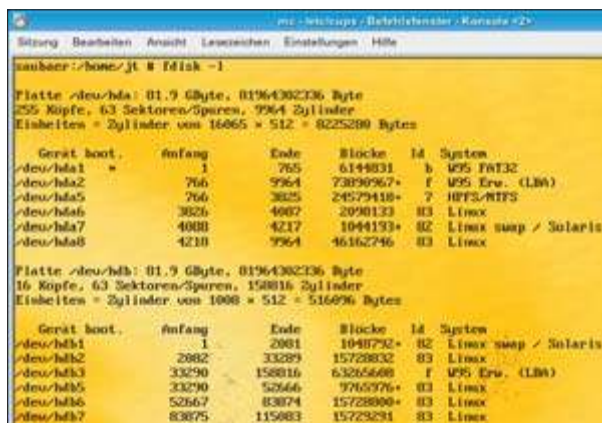 mc - /etc/cups - Befehlsfenster - Konsole <2>
Sitzung Bearbeiten Ansicht Lesezeichen Einstellungen Hilfe
saubaer:/home/jt # fdisk -l
Platte /dev/hda: 81.9 GByte, 81964302336 Byte
255 Köpfe, 63 Sektoren/Spuren, 9964 Zylinder
Einheiten = Zylinder von 16065 × 512 = 8225280 Bytes
Gerät boot. Anfang Ende Blöcke Id System
/dev/hda1 * 1 765 6144831 b W95 FAT32
/dev/hda2 766 9964 73890967+ f W95 Erw. (LBA)
/dev/hda5 766 3825 24579418+ 7 HPFS/NTFS
/dev/hda6 3826 4087 2098133 83 Linux
/dev/hda7 4088 4217 1044193+ 82 Linux swap / Solaris
/dev/hda8 4218 9964 46162746 83 Linux
Platte /dev/hdb: 81.9 GByte, 81964302336 Byte
16 Köpfe, 63 Sektoren/Spuren, 158816 Zylinder
Einheiten = Zylinder von 1008 × 512 = 516096 Bytes
Gerät boot. Anfang Ende Blöcke Id System
/dev/hdb1 1 2081 1048792+ 82 Linux swap / Solaris
/dev/hdb2 2082 33289 15728832 83 Linux
/dev/hdb3 33290 158816 63265608 f W95 Erw. (LBA)
/dev/hdb5 33290 52666 9765976+ 83 Linux
/dev/hdb6 52667 83874 15728800+ 83 Linux
/dev/hdb7 83875 115083 15729291 83 Linux